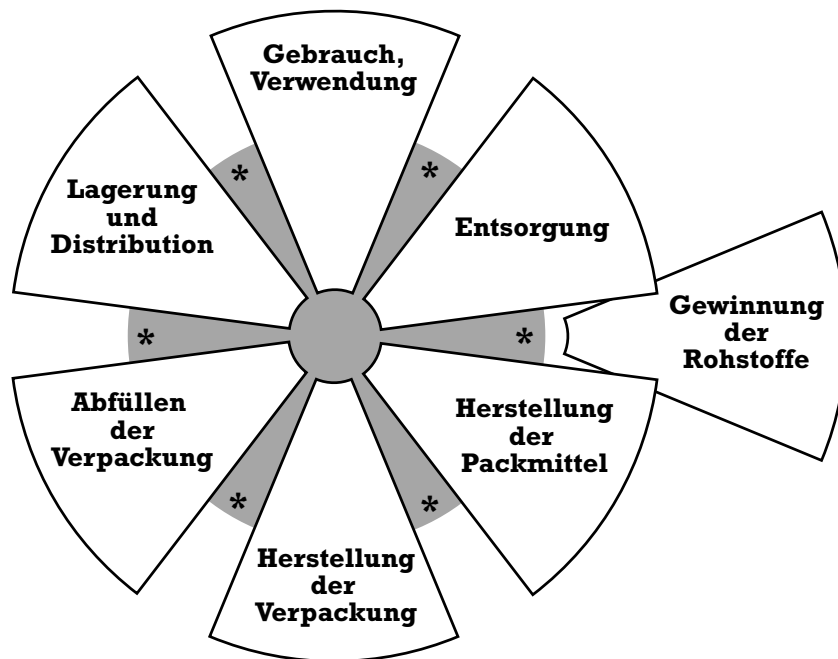 Gebrauch,
Verwendung
*
*
Lagerung
und
Distribution
Entsorgung
Gewinnung
der
Rohstoffe
*
*
Abfüllen
der
Verpackung
Herstellung
der
Packmittel
*
*
Herstellung
der
Verpackung